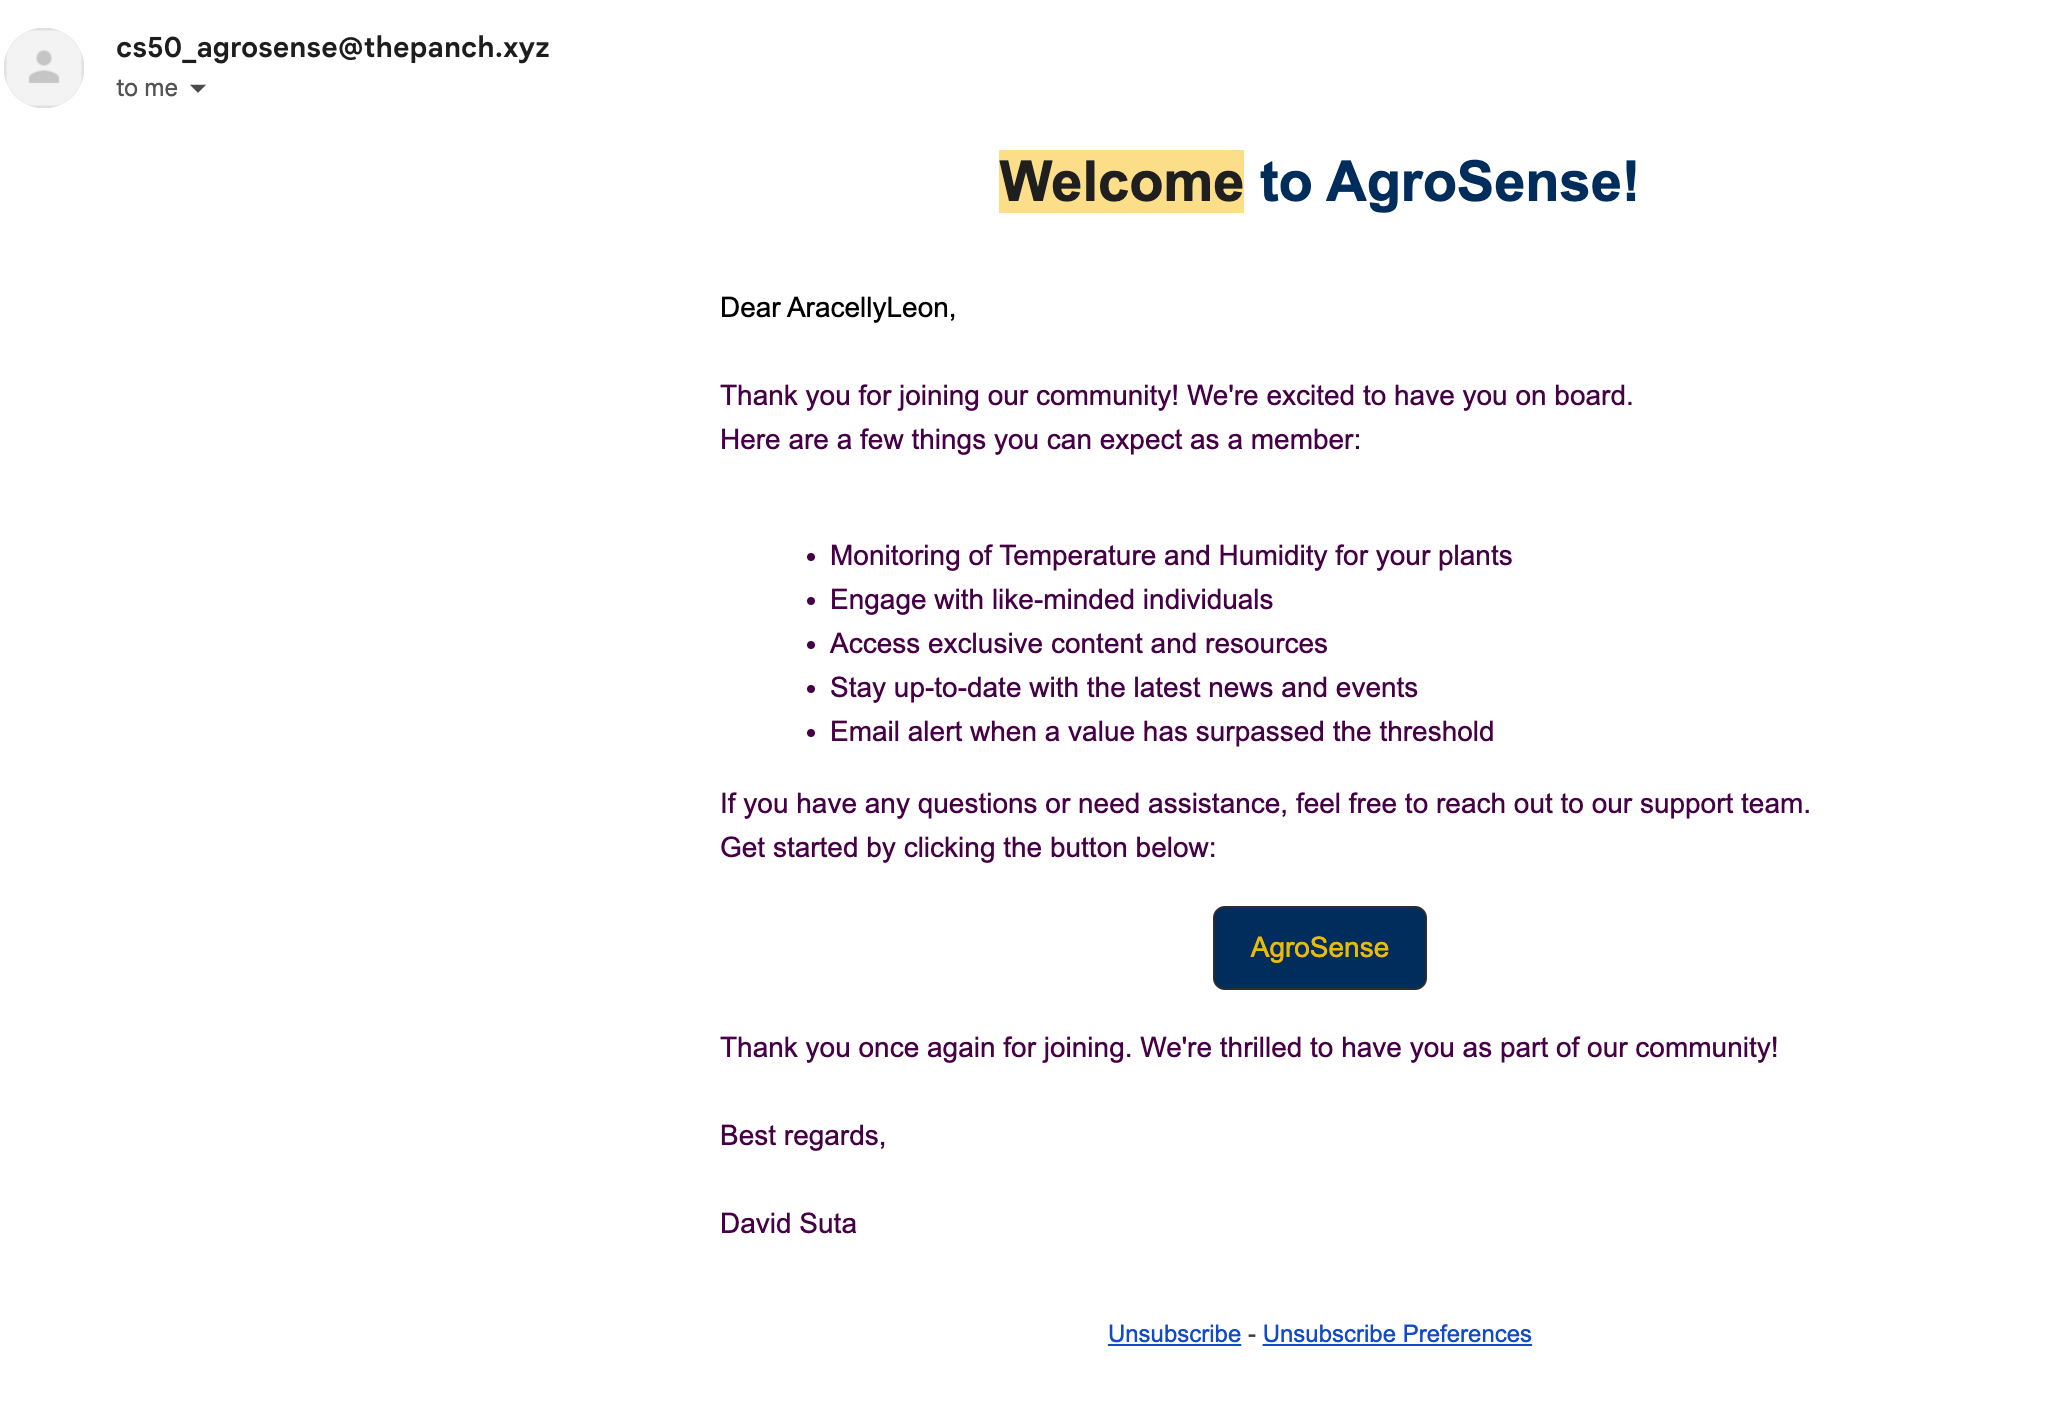 cs50_agrosense@thepanch.xyz
to me
Welcome to AgroSense!
Dear AracellyLeon,
Thank you for joining our community! We're excited to have you on board.
Here are a few things you can expect as a member:
• Monitoring of Temperature and Humidity for your plants
• Engage with like-minded individuals
• Access exclusive content and resources
• Stay up-to-date with the latest news and events
• Email alert when a value has surpassed the threshold
If you have any questions or need assistance, feel free to reach out to our support team.
Get started by clicking the button below:
AgroSense
Thank you once again for joining. We're thrilled to have you as part of our community!
Best regards,
David Suta
Unsubscribe - Unsubscribe Preferences